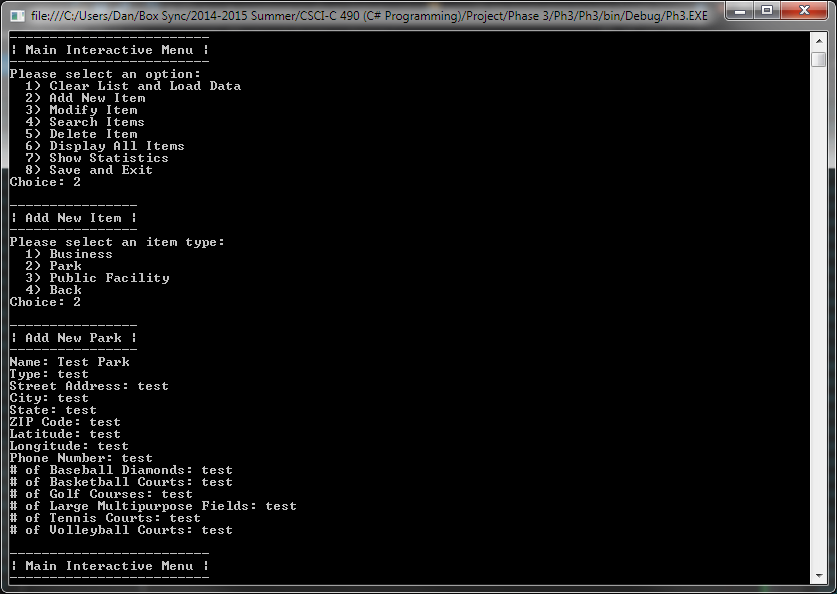 file:///C:/Users/Dan/Box Sync/2014-2015 Summer/CSCI-C 490 (C# Programming)/Project/Phase 3/Ph3/Ph3/bin/Debug/Ph3.EXE
-------------------------
| Main Interactive Menu |
-------------------------
Please select an option:
  1) Clear List and Load Data
  2) Add New Item
  3) Modify Item
  4) Search Items
  5) Delete Item
  6) Display All Items
  7) Show Statistics
  8) Save and Exit
Choice: 2
----------------
| Add New Item |
----------------
Please select an item type:
  1) Business
  2) Park
  3) Public Facility
  4) Back
Choice: 2
----------------
| Add New Park |
----------------
Name: Test Park
Type: test
Street Address: test
City: test
State: test
ZIP Code: test
Latitude: test
Longitude: test
Phone Number: test
# of Baseball Diamonds: test
# of Basketball Courts: test
# of Golf Courses: test
# of Large Multipurpose Fields: test
# of Tennis Courts: test
# of Volleyball Courts: test
-------------------------
| Main Interactive Menu |
-------------------------